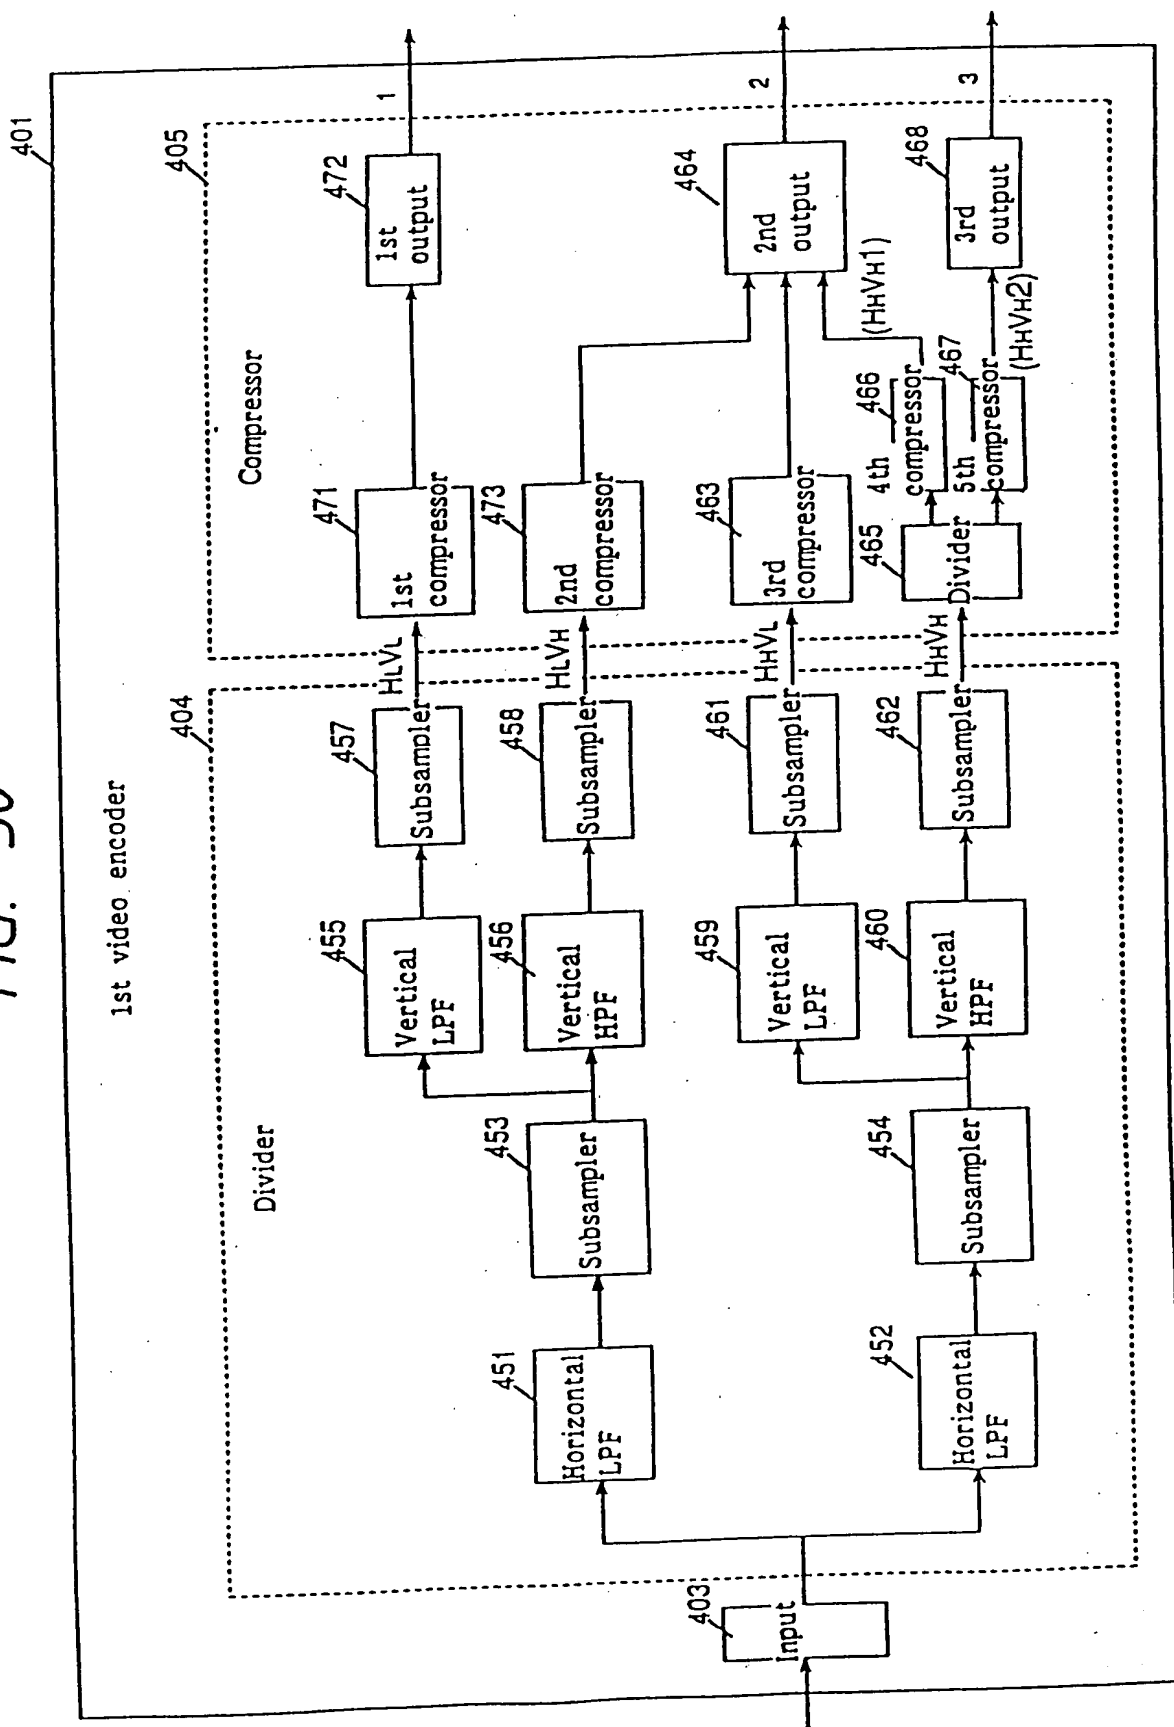 401
1st video encoder
404
Divider
405
Compressor
403
Input
451
Horizontal
LPF
453
Subsampler
455
Vertical
LPF
457
Subsampler
HLVL
471
1st
compressor
472
1st
output
1
456
Vertical
HPF
458
Subsampler
HLVH
473
2nd
compressor
464
2nd
output
2
452
Horizontal
LPF
454
Subsampler
459
Vertical
LPF
461
Subsampler
HHVL
463
3rd
compressor
460
Vertical
HPF
462
Subsampler
HHVH
465
Divider
466
4th
compressor
(HHVH1)
467
5th
compressor
(HHVH2)
468
3rd
output
3